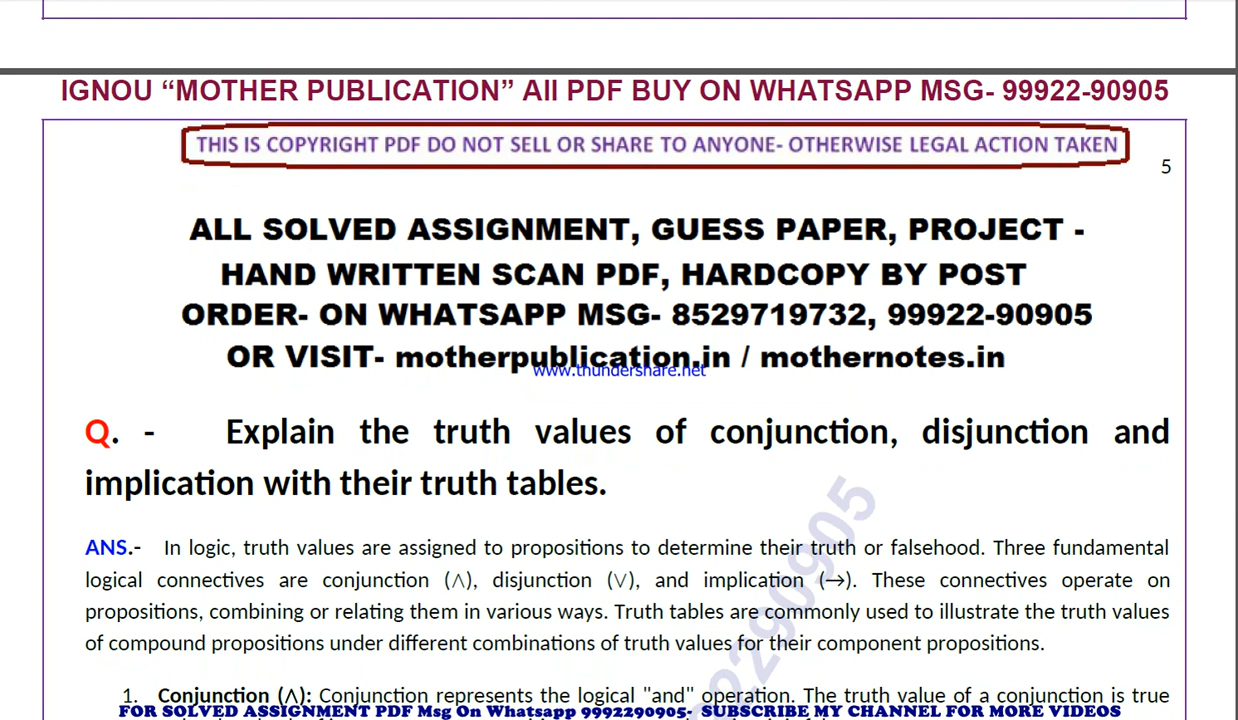 IGNOU “MOTHER PUBLICATION” All PDF BUY ON WHATSAPP MSG- 99922-90905
THIS IS COPYRIGHT PDF DO NOT SELL OR SHARE TO ANYONE- OTHERWISE LEGAL ACTION TAKEN
5
ALL SOLVED ASSIGNMENT, GUESS PAPER, PROJECT -
HAND WRITTEN SCAN PDF, HARDCOPY BY POST
ORDER- ON WHATSAPP MSG- 8529719732, 99922-90905
OR VISIT- motherpublication.in / mothernotes.in
www.thundershare.net
Q. - Explain the truth values of conjunction, disjunction and
implication with their truth tables.
ANS.- In logic, truth values are assigned to propositions to determine their truth or falsehood. Three fundamental
logical connectives are conjunction (∧), disjunction (∨), and implication (→). These connectives operate on
propositions, combining or relating them in various ways. Truth tables are commonly used to illustrate the truth values
of compound propositions under different combinations of truth values for their component propositions.
1. Conjunction (∧): Conjunction represents the logical "and" operation. The truth value of a conjunction is true
FOR SOLVED ASSIGNMENT PDF Msg On Whatsapp 9992290905- SUBSCRIBE MY CHANNEL FOR MORE VIDEOS